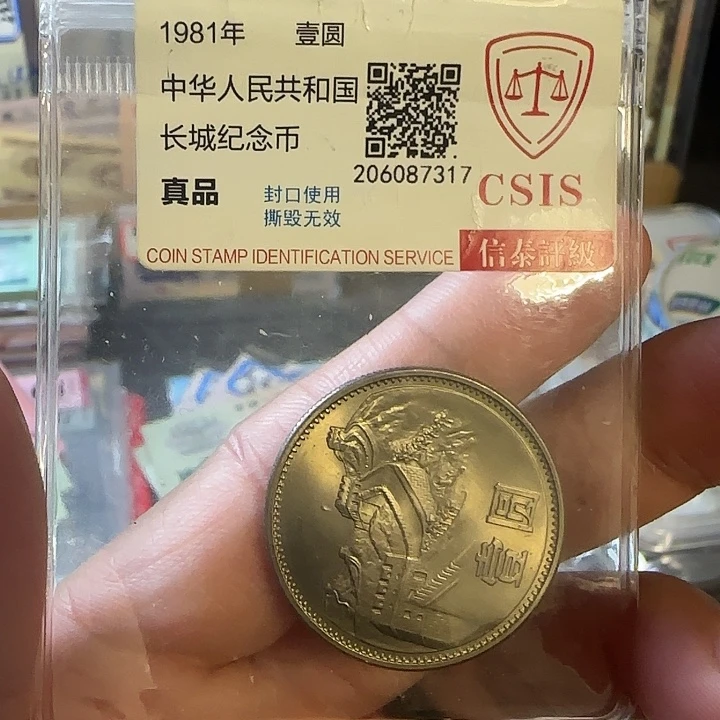 1981年 壹圆
中华人民共和国
长城纪念币
206087317
真品
封口使用
撕毁无效
CSIS
COIN STAMP IDENTIFICATION SERVICE
信泰評級
壹圆